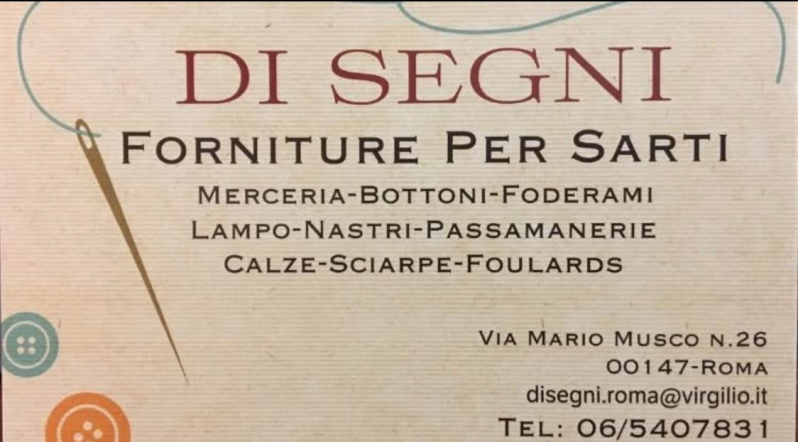 DI SEGNI
FORNITURE PER SARTI
MERCERIA-BOTTONI-FODERAMI
LAMPO-NASTRI-PASSAMANERIE
CALZE-SCIARPE-FOULARDS
VIA MARIO MUSCO N.26
00147-ROMA
disegni.roma@virgilio.it
TEL: 06/5407831